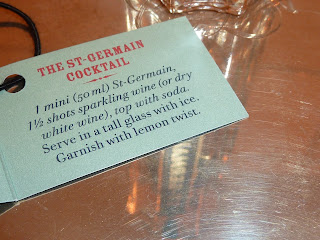 THE ST-GERMAIN
COCKTAIL
1 mini (50 ml) St-Germain,
1½ shots sparkling wine (or dry
white wine), top with soda.
Serve in a tall glass with ice.
Garnish with lemon twist.